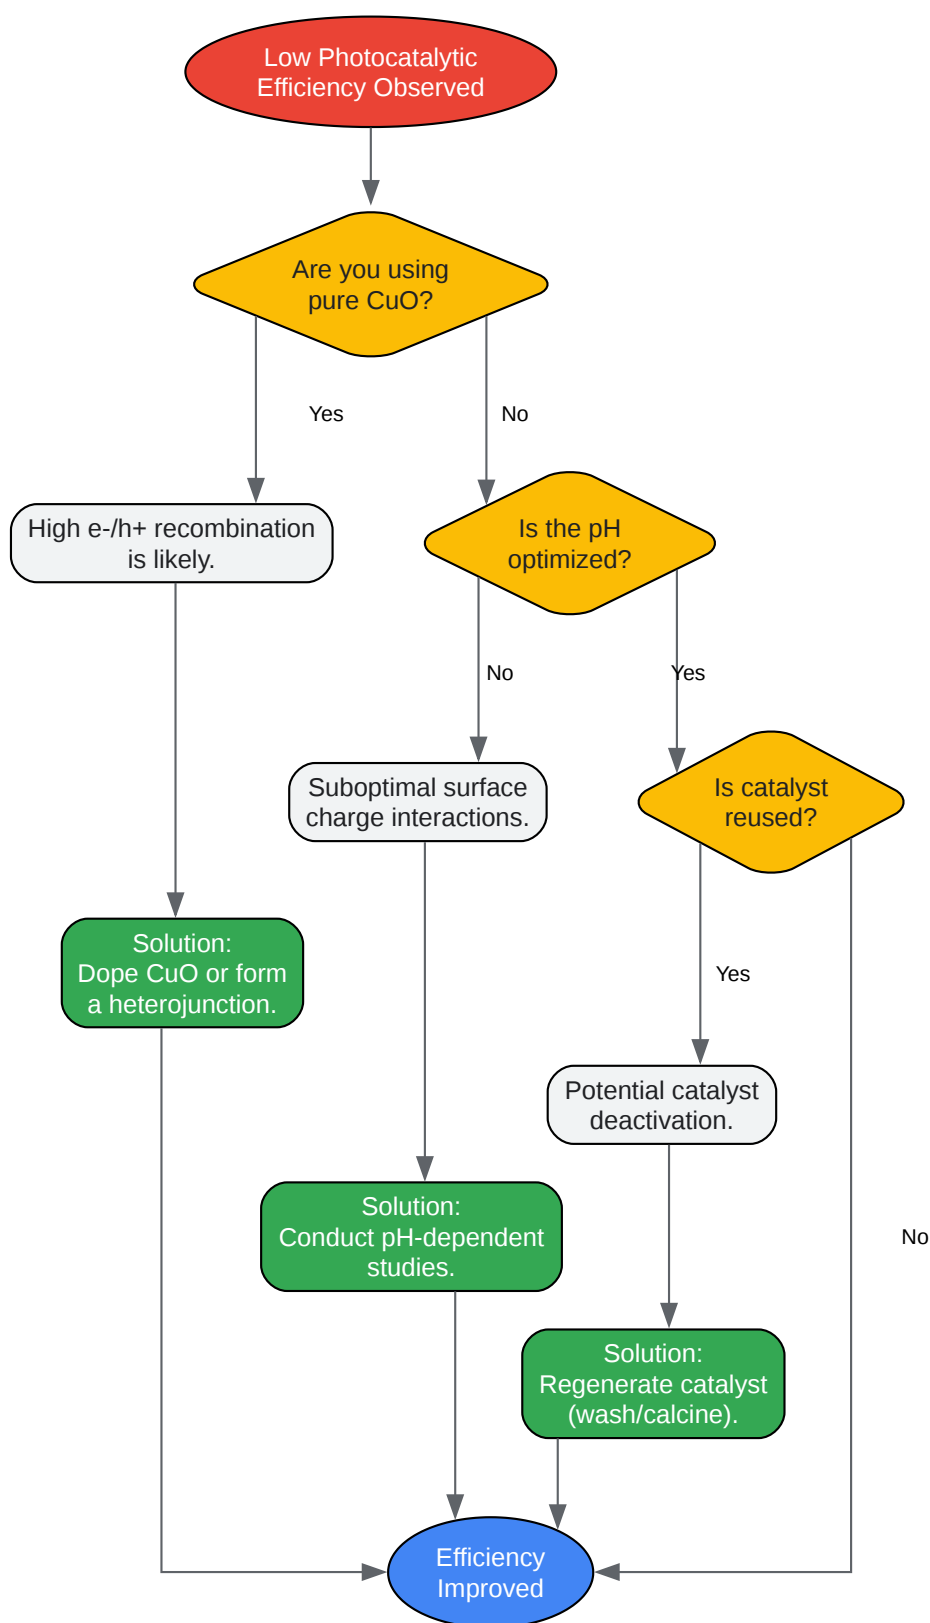 Low Photocatalytic
Efficiency Observed
Are you using
pure CuO?
Yes
No
High e-/h+ recombination
is likely.
Is the pH
optimized?
No
Yes
Suboptimal surface
charge interactions.
Is catalyst
reused?
Solution:
Dope CuO or form
a heterojunction.
Yes
Potential catalyst
deactivation.
Solution:
Conduct pH-dependent
studies.
No
Solution:
Regenerate catalyst
(wash/calcine).
Efficiency
Improved